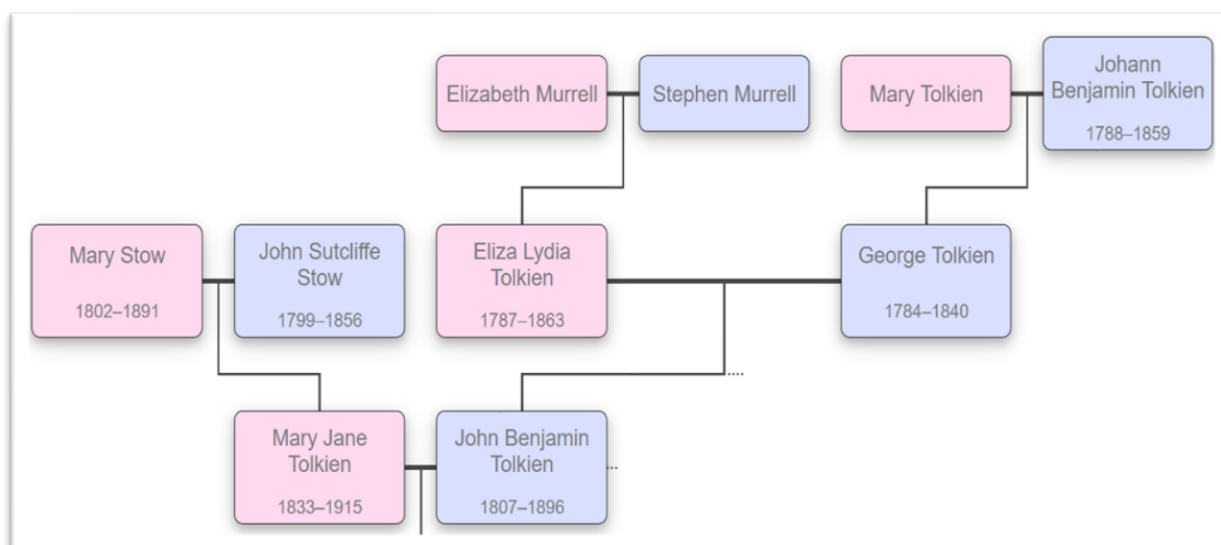 Elizabeth Murrell
Stephen Murrell
Mary Tolkien
Johann
Benjamin Tolkien
1788–1859
Mary Stow
1802–1891
John Sutcliffe
Stow
1799–1856
Eliza Lydia
Tolkien
1787–1863
George Tolkien
1784–1840
Mary Jane
Tolkien
1833–1915
John Benjamin
Tolkien
1807–1896